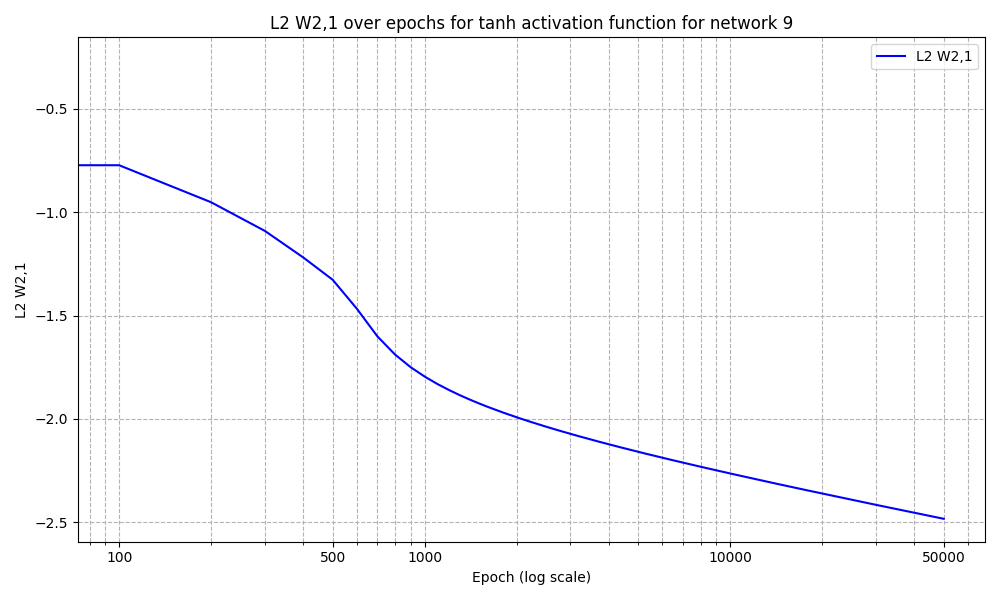 L2 W2,1 over epochs for tanh activation function for network 9
L2 W2,1
−0.5
−1.0
−1.5
−2.0
−2.5
L2 W2,1
100
500
1000
10000
50000
Epoch (log scale)